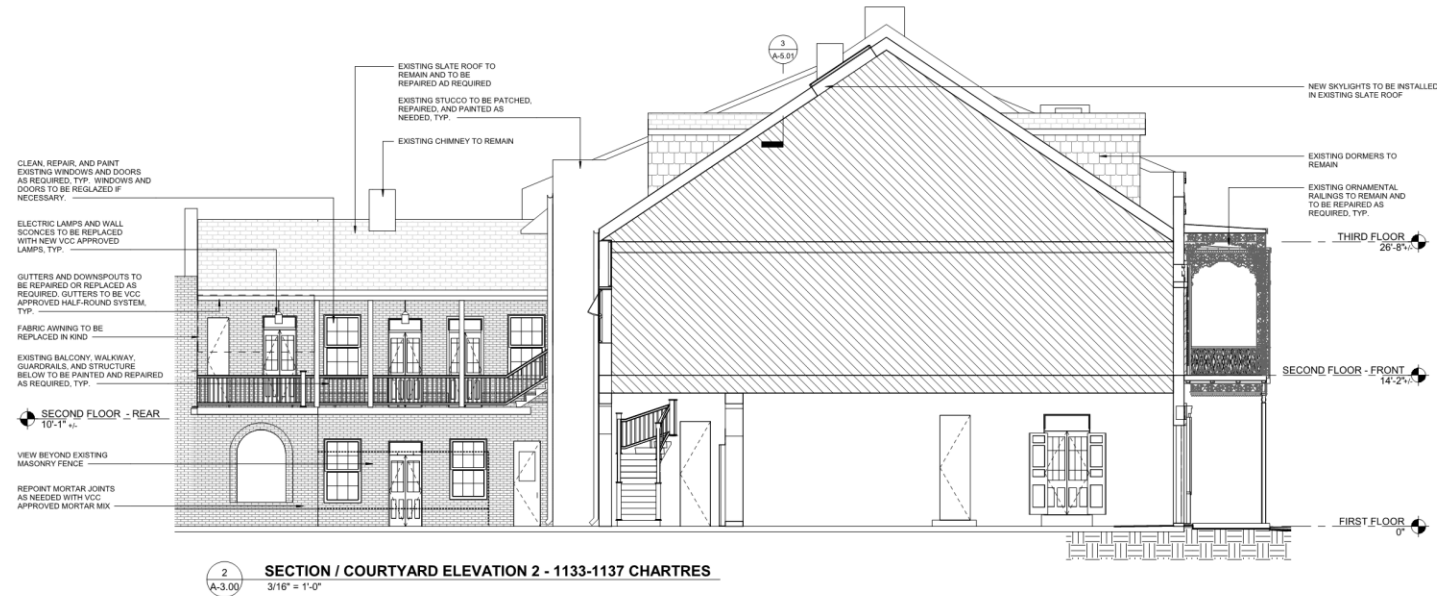 EXISTING SLATE ROOF TO
REMAIN AND TO BE
REPAIRED AD REQUIRED
EXISTING STUCCO TO BE PATCHED,
REPAIRED, AND PAINTED AS
NEEDED, TYP.
EXISTING CHIMNEY TO REMAIN
CLEAN, REPAIR, AND PAINT
EXISTING WINDOWS AND DOORS
AS REQUIRED, TYP. WINDOWS AND
DOORS TO BE REGLAZED IF
NECESSARY.
ELECTRIC LAMPS AND WALL
SCONCES TO BE REPLACED
WITH NEW VCC APPROVED
LAMPS, TYP.
GUTTERS AND DOWNSPOUTS TO
BE REPAIRED OR REPLACED AS
REQUIRED. GUTTERS TO BE VCC
APPROVED HALF-ROUND SYSTEM,
TYP.
FABRIC AWNING TO BE
REPLACED IN KIND
EXISTING BALCONY, WALKWAY,
GUARDRAILS, AND STRUCTURE
BELOW TO BE PAINTED AND REPAIRED
AS REQUIRED, TYP.
SECOND FLOOR - REAR
10'-1" +/-
VIEW BEYOND EXISTING
MASONRY FENCE
REPOINT MORTAR JOINTS
AS NEEDED WITH VCC
APPROVED MORTAR MIX
3
A-5.01
NEW SKYLIGHTS TO BE INSTALLED
IN EXISTING SLATE ROOF
EXISTING DORMERS TO
REMAIN
EXISTING ORNAMENTAL
RAILINGS TO REMAIN AND
TO BE REPAIRED AS
REQUIRED, TYP.
THIRD FLOOR
26'-8"+/-
SECOND FLOOR - FRONT
14'-2"+/-
FIRST FLOOR
0"
2
A-3.00
SECTION / COURTYARD ELEVATION 2 - 1133-1137 CHARTRES
3/16" = 1'-0"